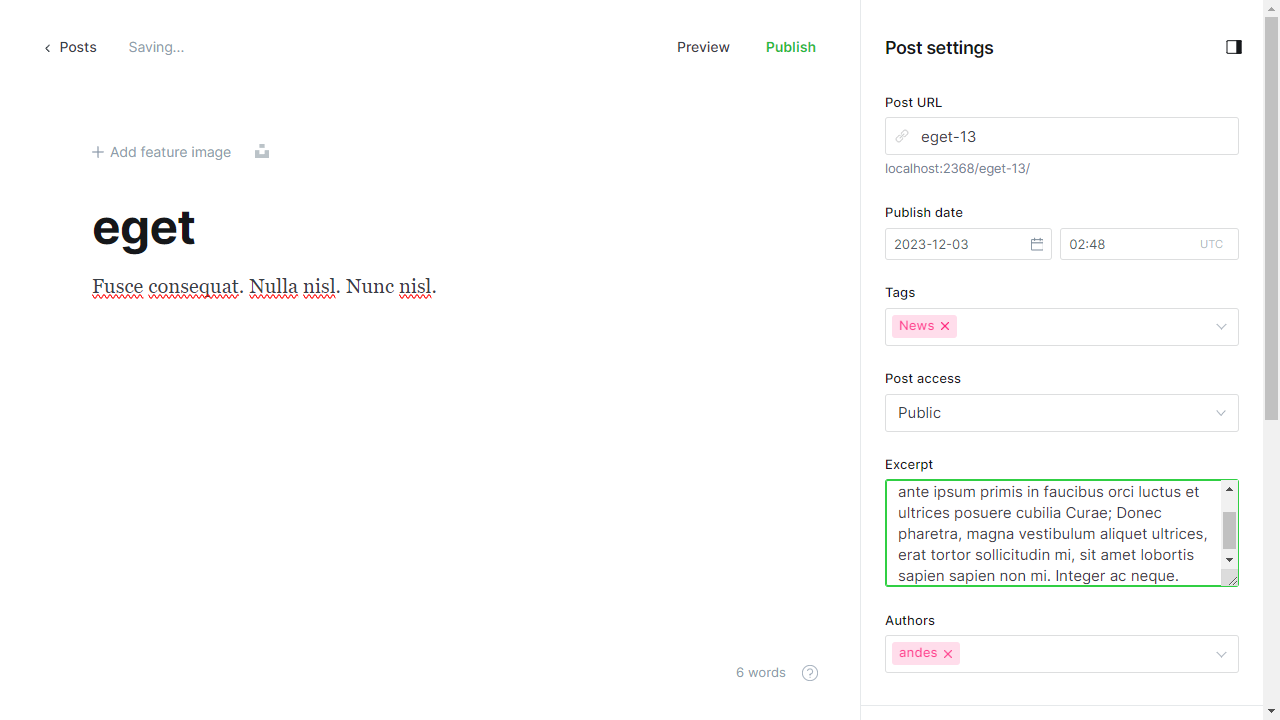 Posts
Saving...
Preview
Publish
Add feature image
eget
Fusce consequat. Nulla nisl. Nunc nisl.
6 words
Post settings
Post URL
eget-13
localhost:2368/eget-13/
Publish date
2023-12-03
02:48
UTC
Tags
News
Post access
Public
Excerpt
ante ipsum primis in faucibus orci luctus et
ultrices posuere cubilia Curae; Donec
pharetra, magna vestibulum aliquet ultrices,
erat tortor sollicitudin mi, sit amet lobortis
sapien sapien non mi. Integer ac neque.
Authors
andes